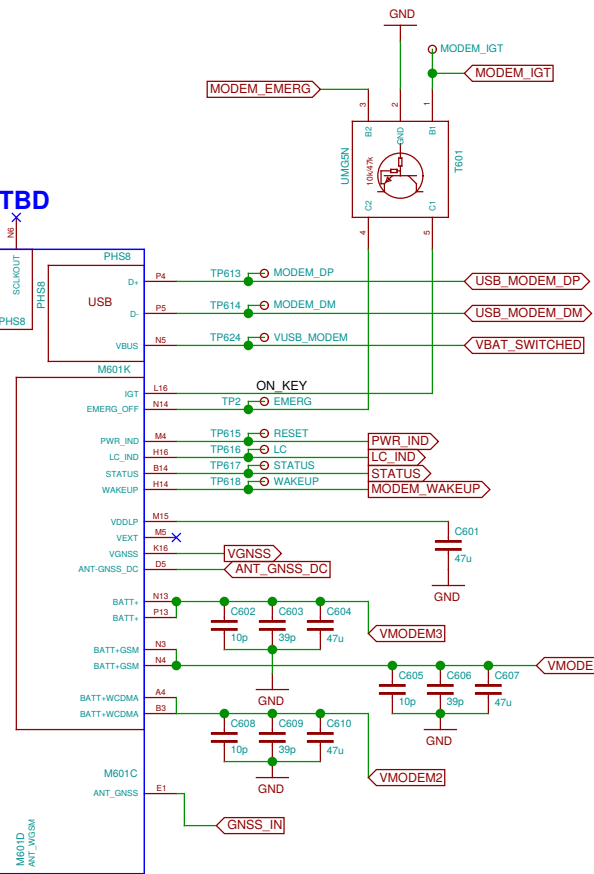 GND
MODEM_IGT
MODEM_IGT
MODEM_EMERG
3
2
1
B2
GND
B1
UMG5N
10k/47k
T601
C2
C1
4
5
TBD
N6
SCLKOUT
PHS8
PHS8
PHS8
USB
D+ P4 TP613 MODEM_DP USB_MODEM_DP
D- P5 TP614 MODEM_DM USB_MODEM_DM
VBUS N5 TP624 VUSB_MODEM VBAT_SWITCHED
M601K
IGT L16 ON_KEY
EMERG_OFF N14 TP2 EMERG
PWR_IND M4 TP615 RESET PWR_IND
LC_IND H16 TP616 LC LC_IND
STATUS B14 TP617 STATUS STATUS
WAKEUP H14 TP618 WAKEUP MODEM_WAKEUP
VDDLP M15
VEXT M5
C601
47u
GND
VGNSS K16 VGNSS
ANT-GNSS_DC D5 ANT_GNSS_DC
BATT+ N13
BATT+ P13
C602 C603 C604
10p 39p 47u
VMODEM3
GND
BATT+GSM N3
BATT+GSM N4
VMODE
C605 C606 C607
10p 39p 47u
GND
BATT+WCDMA A4
BATT+WCDMA B3
C608 C609 C610
10p 39p 47u
VMODEM2
GND
M601C
ANT_GNSS E1
GNSS_IN
M601D
ANT_WGSM